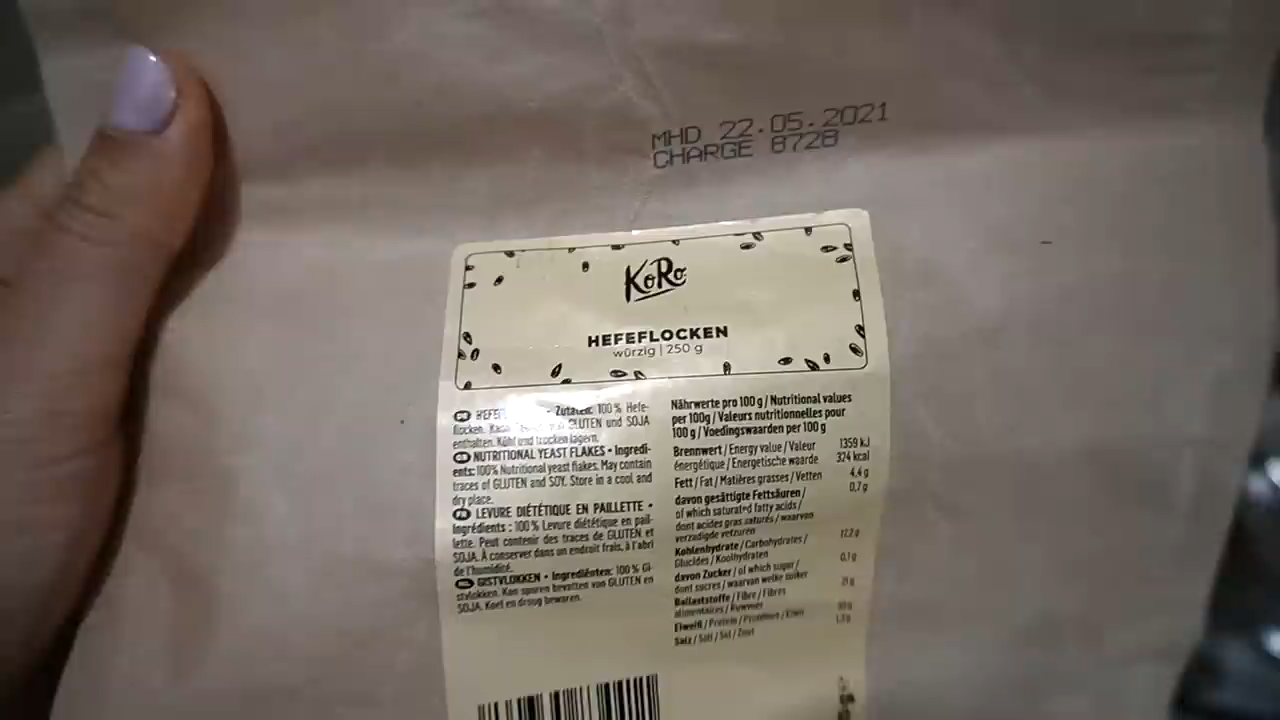 MHD 22.05.2021
CHARGE 8728
KoRo
HEFEFLOCKEN
würzig | 250 g
Zutaten: 100 % Hefe-
flocken. GLUTEN und SOJA
enthalten. Kühl und trocken lagern.
NUTRITIONAL YEAST FLAKES • Ingredi-
ents: 100% Nutritional yeast flakes. May contain
traces of GLUTEN and SOY. Store in a cool and
dry place.
LEVURE DIÉTÉTIQUE EN PAILLETTE •
Ingrédients : 100 % Levure diététique en pail-
lette. Peut contenir des traces de GLUTEN et
SOJA. À conserver dans un endroit frais, à l'abri
de l'humidité.
GISTVLOKKEN • Ingrediënten: 100 % Gi-
stvlokken. Kan sporen bevatten van GLUTEN en
SOJA. Koel en droog bewaren.
Nährwerte pro 100 g / Nutritional values
per 100g / Valeurs nutritionnelles pour
100 g / Voedingswaarden per 100 g
Brennwert / Energy value / Valeur 1359 kJ
énergétique / Energetische waarde 324 kcal
Fett / Fat / Matières grasses / Vetten 4,4 g
davon gesättigte Fettsäuren / 0,7 g
of which saturated fatty acids /
dont acides gras saturés / waarvan
verzadigde vetzuren
Kohlenhydrate / Carbohydrates /
Glucides / Koolhydraten
davon Zucker / of which sugar / 0,1 g
dont sucres / waarvan welke suiker
Ballaststoffe / Fibre / Fibres
alimentaires / Ruwvezel
Eiweiß / Protein / Protéines /
Salz / Salt / Sel / Zout